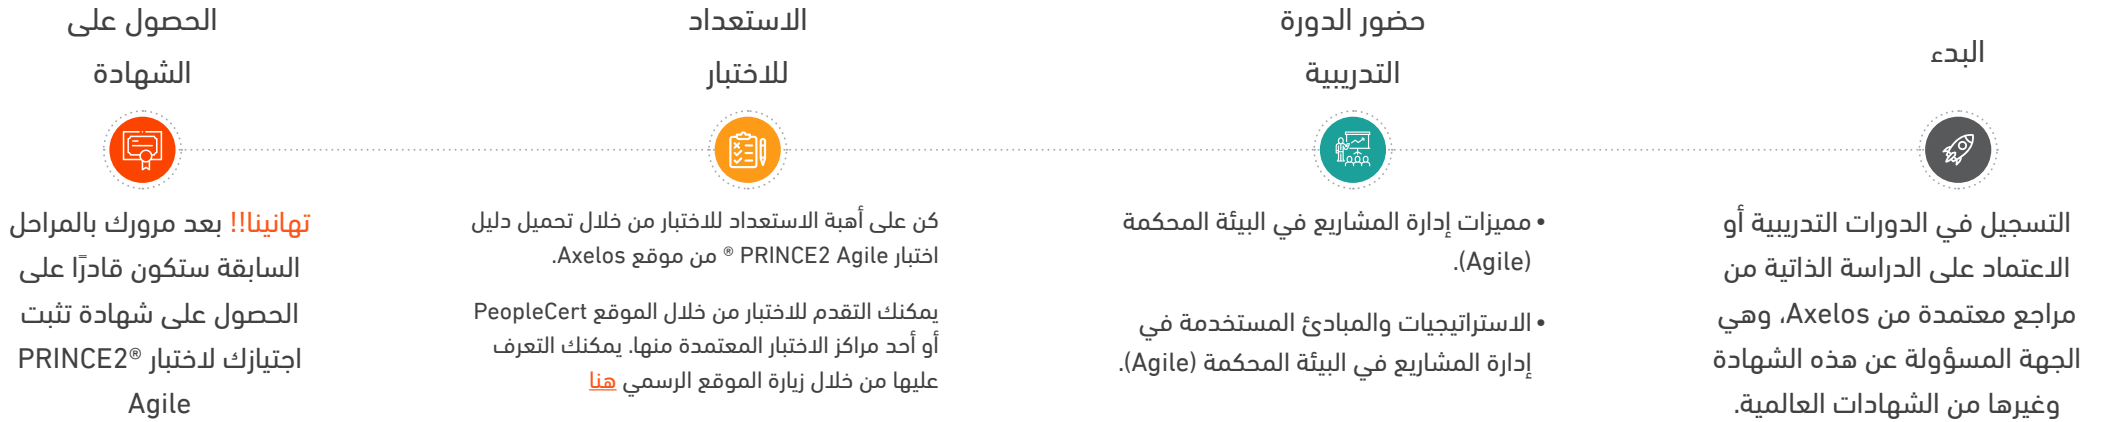 البدء
التسجيل في الدورات التدريبية أو
الاعتماد على الدراسة الذاتية من
مراجع معتمدة من Axelos، وهي
الجهة المسؤولة عن هذه الشهادة
وغيرها من الشهادات العالمية.
حضور الدورة
التدريبية
• مميزات إدارة المشاريع في البيئة المحكمة
(Agile).
• الاستراتيجيات والمبادئ المستخدمة في
إدارة المشاريع في البيئة المحكمة (Agile).
الاستعداد
للاختبار
كن على أهبة الاستعداد للاختبار من خلال تحميل دليل
اختبار PRINCE2 Agile ® من موقع Axelos.
يمكنك التقدم للاختبار من خلال الموقع PeopleCert
أو أحد مراكز الاختبار المعتمدة منها. يمكنك التعرف
عليها من خلال زيارة الموقع الرسمي هنا
الحصول على
الشهادة
تهانينا!! بعد مرورك بالمراحل
السابقة ستكون قادرًا على
الحصول على شهادة تثبت
اجتيازك لاختبار PRINCE2®
Agile